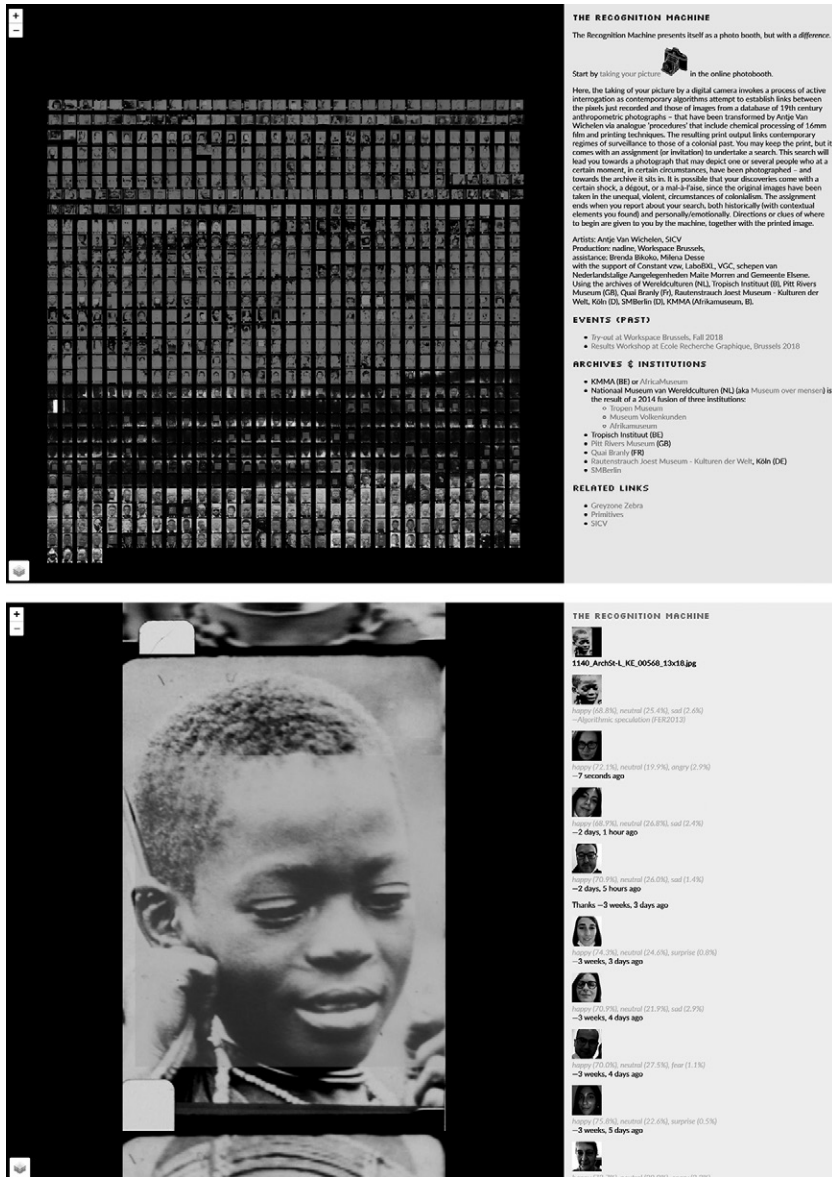 +
−
THE RECOGNITION MACHINE
The Recognition Machine presents itself as a photo booth, but with a difference.
Start by taking your picture in the online photobooth.
Here, the taking of your picture by a digital camera invokes a process of active
interrogation as contemporary algorithms attempt to establish links between
the pixels just recorded and those of images from a database of 19th century
anthropometric photographs – that have been transformed by Antje Van
Wichelen via analogue 'procedures' that include chemical processing of 16mm
film and printing techniques. The resulting print output links contemporary
regimes of surveillance to those of a colonial past. You may keep the print, but it
comes with an assignment (or invitation) to undertake a search. This search will
lead you towards a photograph that may depict one or several people who at a
certain moment, in certain circumstances, have been photographed – and
towards the archive it sits in. It is possible that your discoveries come with a
certain shock, a dégout, or a mal-à-l'aise, since the original images have been
taken in the unequal, violent, circumstances of colonialism. The assignment
ends when you report about your search, both historically (with contextual
elements you found) and personally/emotionally. Directions or clues of where
to begin are given to you by the machine, together with the printed image.
Artists: Antje Van Wichelen, SICV
Production: nadine, Workspace Brussels,
assistance: Brenda Bikoko, Milena Desse
with the support of Constant vzw, LaboBXL, VGC, schepen van
Nederlandstalige Aangelegenheden Maite Morren and Gemeente Elsene.
Using the archives of Wereldculturen (NL), Tropisch Instituut (B), Pitt Rivers
Museum (GB), Quai Branly (Fr), Rautenstrauch Joest Museum - Kulturen der
Welt, Köln (D), SMBerlin (D), KMMA (Afrikamuseum, B).
EVENTS (PAST)
• Try-out at Workspace Brussels, Fall 2018
• Results Workshop at Ecole Recherche Graphique, Brussels 2018
ARCHIVES & INSTITUTIONS
• KMMA (BE) or AfricaMuseum
• Nationaal Museum van Wereldculturen (NL) (aka Museum over mensen) is
the result of a 2014 fusion of three institutions:
○ Tropen Museum
○ Museum Volkenkunden
○ Afrikamuseum
• Tropisch Instituut (BE)
• Pitt Rivers Museum (GB)
• Quai Branly (FR)
• Rautenstrauch Joest Museum - Kulturen der Welt, Köln (DE)
• SMBerlin
RELATED LINKS
• Greyzone Zebra
• Primitives
• SICV
+
−
THE RECOGNITION MACHINE
1140_ArchSt-L_KE_00568_13x18.jpg
happy (68.8%), neutral (25.4%), sad (2.6%)
—Algorithmic speculation (FER2013)
happy (72.1%), neutral (19.9%), angry (2.9%)
—7 seconds ago
happy (68.9%), neutral (26.8%), sad (2.4%)
—2 days, 1 hour ago
happy (70.9%), neutral (26.0%), sad (1.4%)
—2 days, 5 hours ago
Thanks —3 weeks, 3 days ago
happy (74.3%), neutral (24.6%), surprise (0.8%)
—3 weeks, 3 days ago
happy (70.9%), neutral (21.9%), sad (2.9%)
—3 weeks, 4 days ago
happy (70.0%), neutral (27.5%), fear (1.1%)
—3 weeks, 4 days ago
happy (75.8%), neutral (22.6%), surprise (0.5%)
—3 weeks, 5 days ago